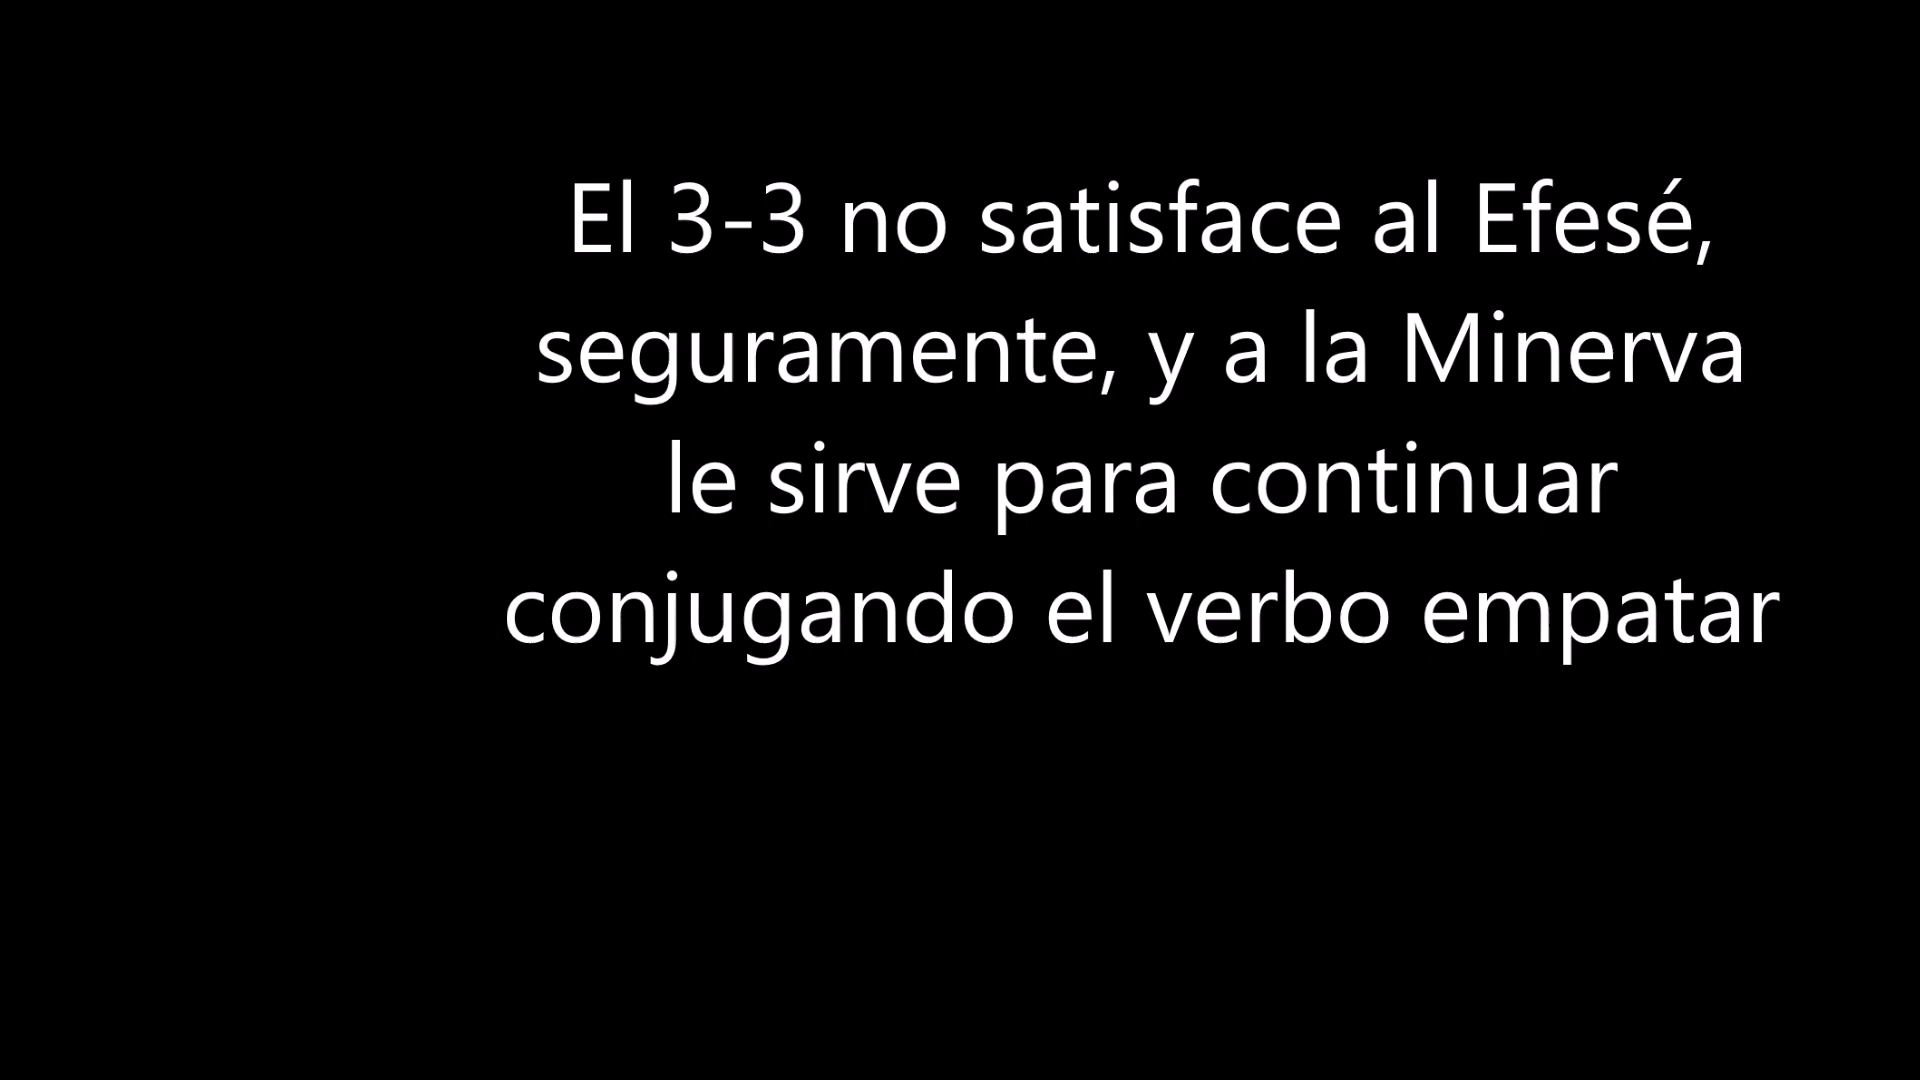 El 3-3 no satisface al Efesé,
seguramente, y a la Minerva
le sirve para continuar
conjugando el verbo empatar